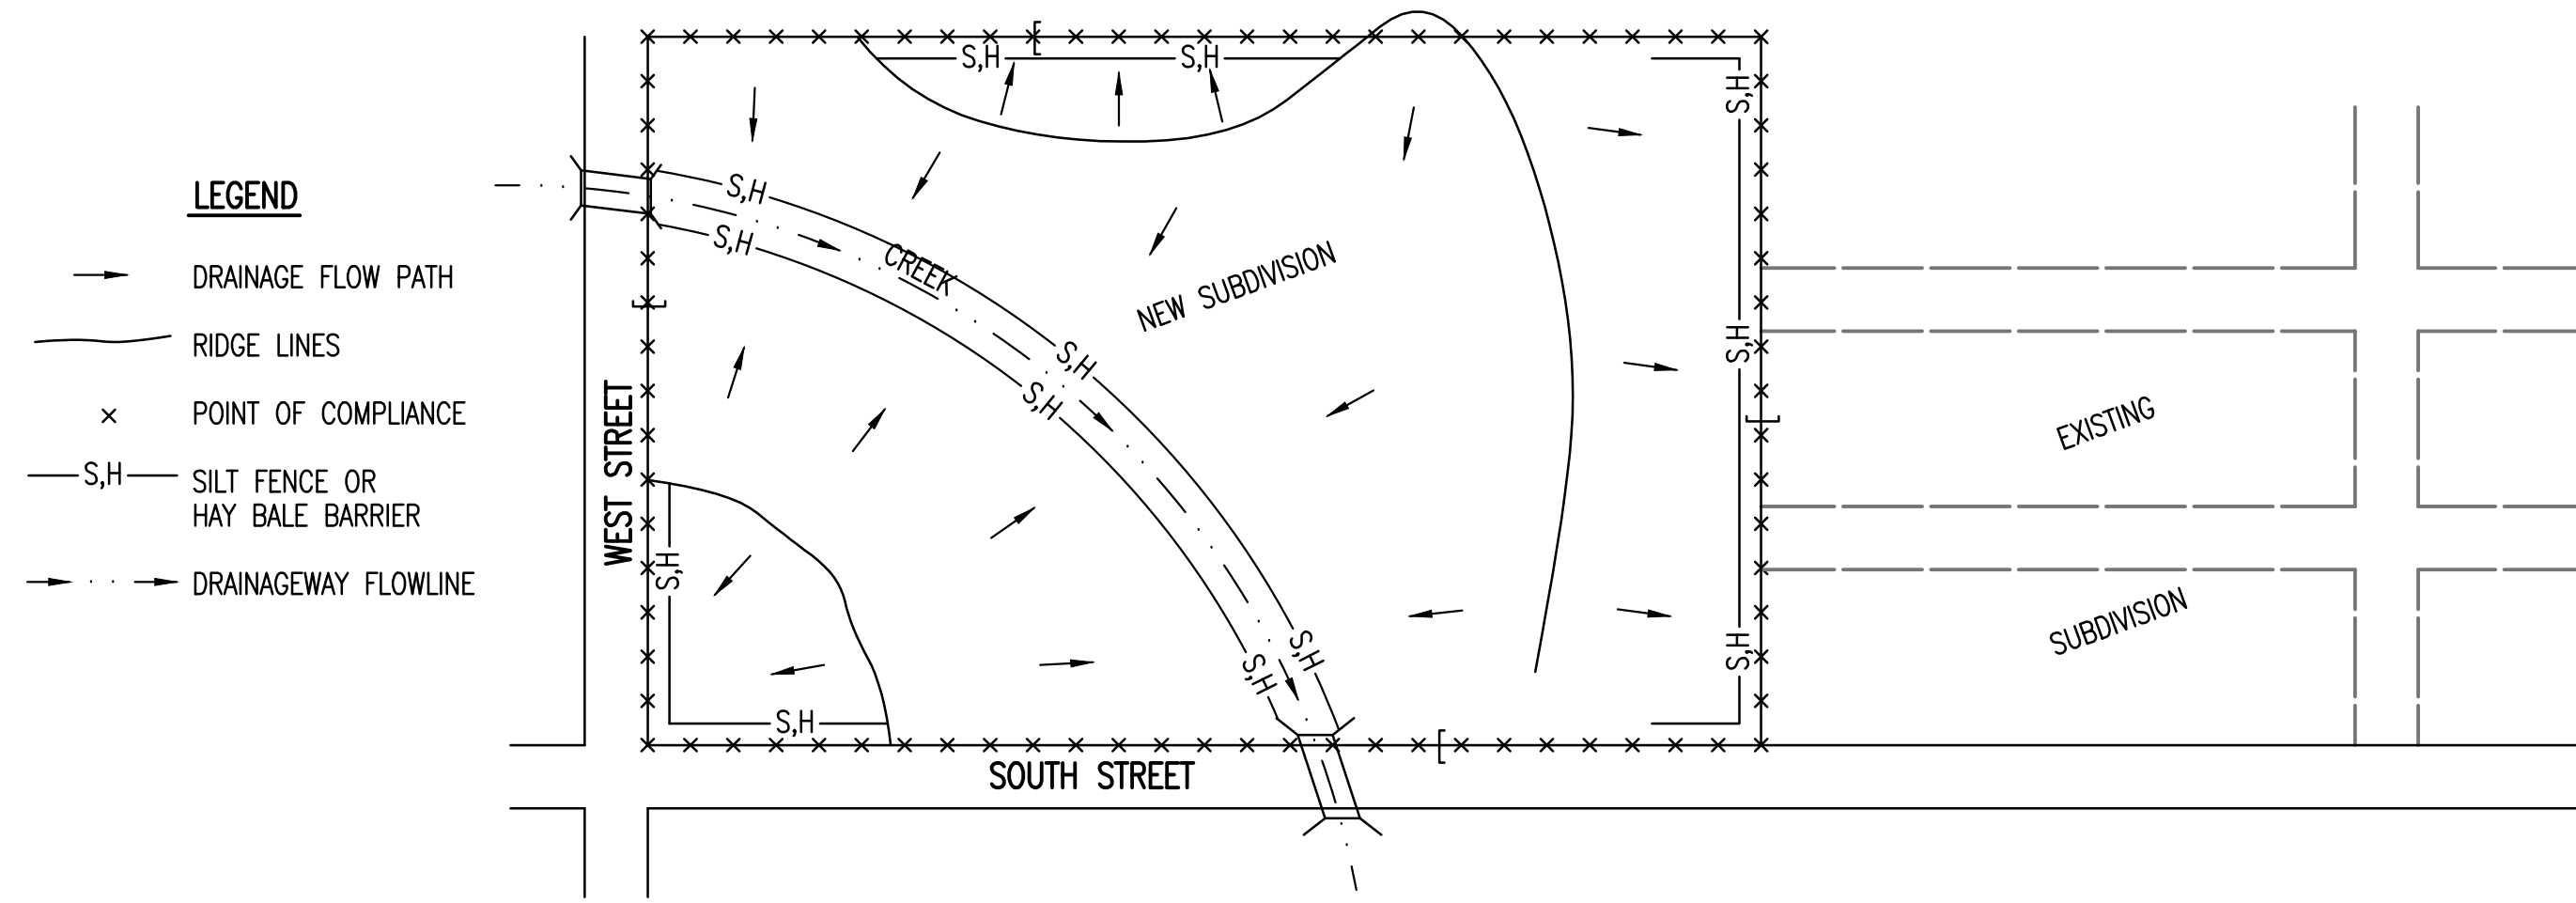 LEGEND
DRAINAGE FLOW PATH
RIDGE LINES
POINT OF COMPLIANCE
S,H
SILT FENCE OR
HAY BALE BARRIER
DRAINAGEWAY FLOWLINE
WEST STREET
SOUTH STREET
S,H
S,H
S,H
S,H
CREEK
S,H
S,H
S,H
S,H
NEW SUBDIVISION
S,H
S,H
S,H
S,H
S,H
EXISTING
SUBDIVISION